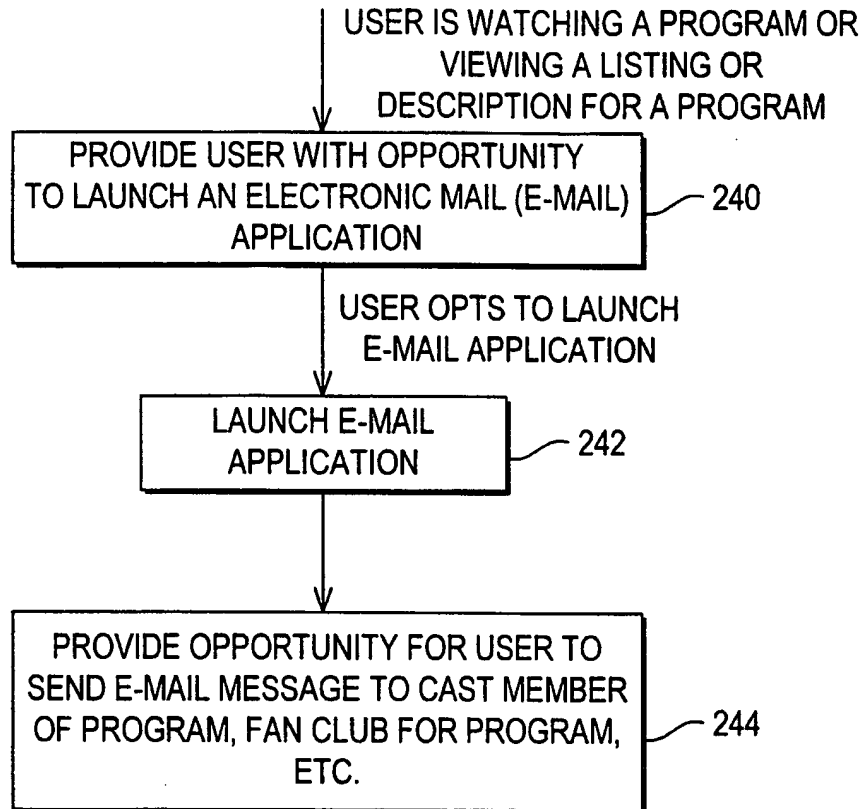 USER IS WATCHING A PROGRAM OR
VIEWING A LISTING OR
DESCRIPTION FOR A PROGRAM
PROVIDE USER WITH OPPORTUNITY
TO LAUNCH AN ELECTRONIC MAIL (E-MAIL)
APPLICATION
240
USER OPTS TO LAUNCH
E-MAIL APPLICATION
LAUNCH E-MAIL
APPLICATION
242
PROVIDE OPPORTUNITY FOR USER TO
SEND E-MAIL MESSAGE TO CAST MEMBER
OF PROGRAM, FAN CLUB FOR PROGRAM,
ETC.
244